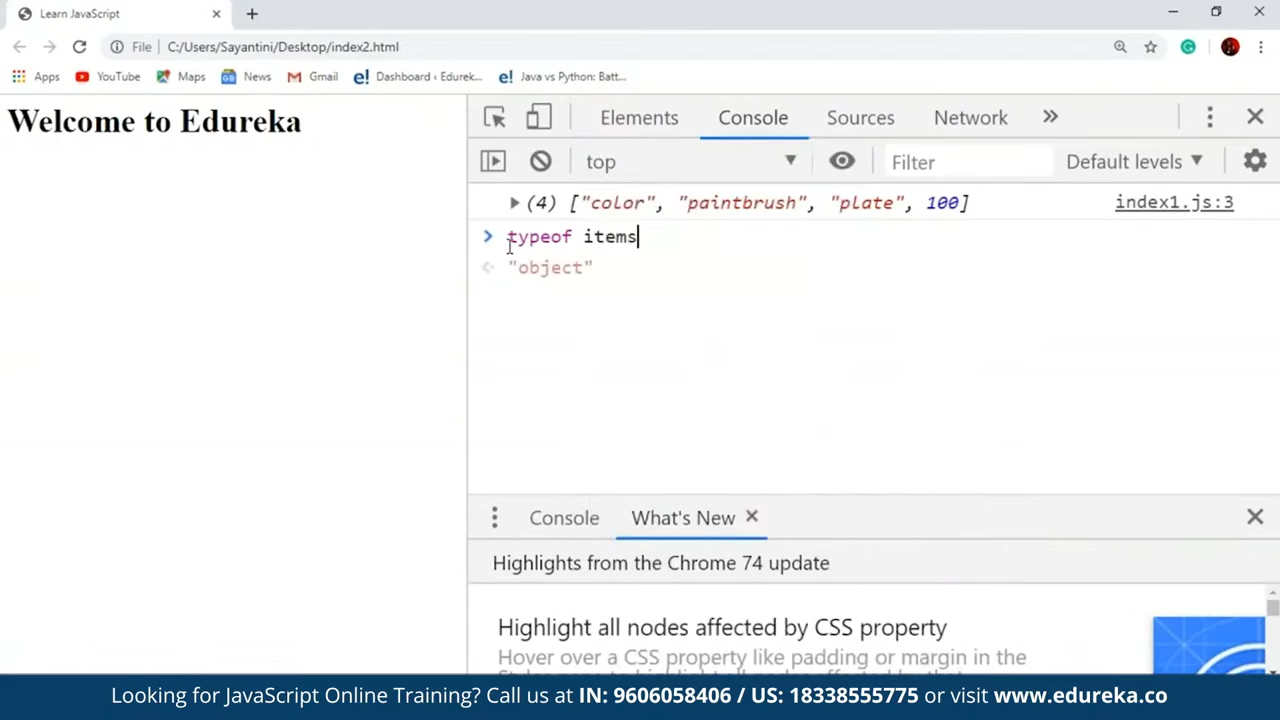 Learn JavaScript
File | C:/Users/Sayantini/Desktop/index2.html
Apps YouTube Maps News Gmail Dashboard ‹ Edurek... Java vs Python: Batt...
Welcome to Edureka
Elements Console Sources Network »
top Filter Default levels ▼
(4) ["color", "paintbrush", "plate", 100] index1.js:3
> typeof items
"object"
Console What's New
Highlights from the Chrome 74 update
Highlight all nodes affected by CSS property
Hover over a CSS property like padding or margin in the
Looking for JavaScript Online Training? Call us at IN: 9606058406 / US: 18338555775 or visit www.edureka.co